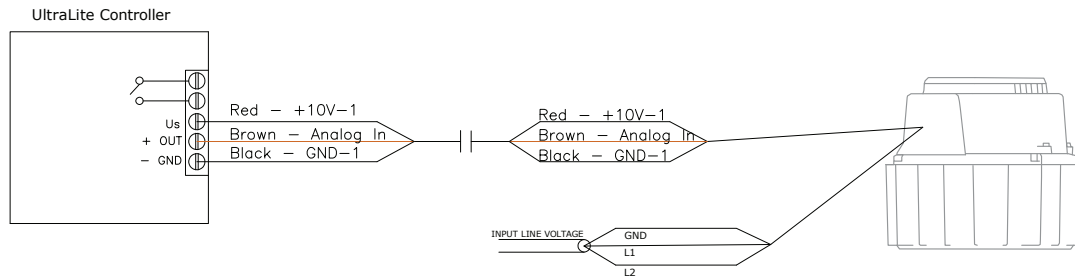 UltraLite Controller
Red - +10V-1
Us
Brown - Analog In
+ OUT
Black - GND-1
- GND
Red - +10V-1
Brown - Analog In
Black - GND-1
INPUT LINE VOLTAGE
GND
L1
L2